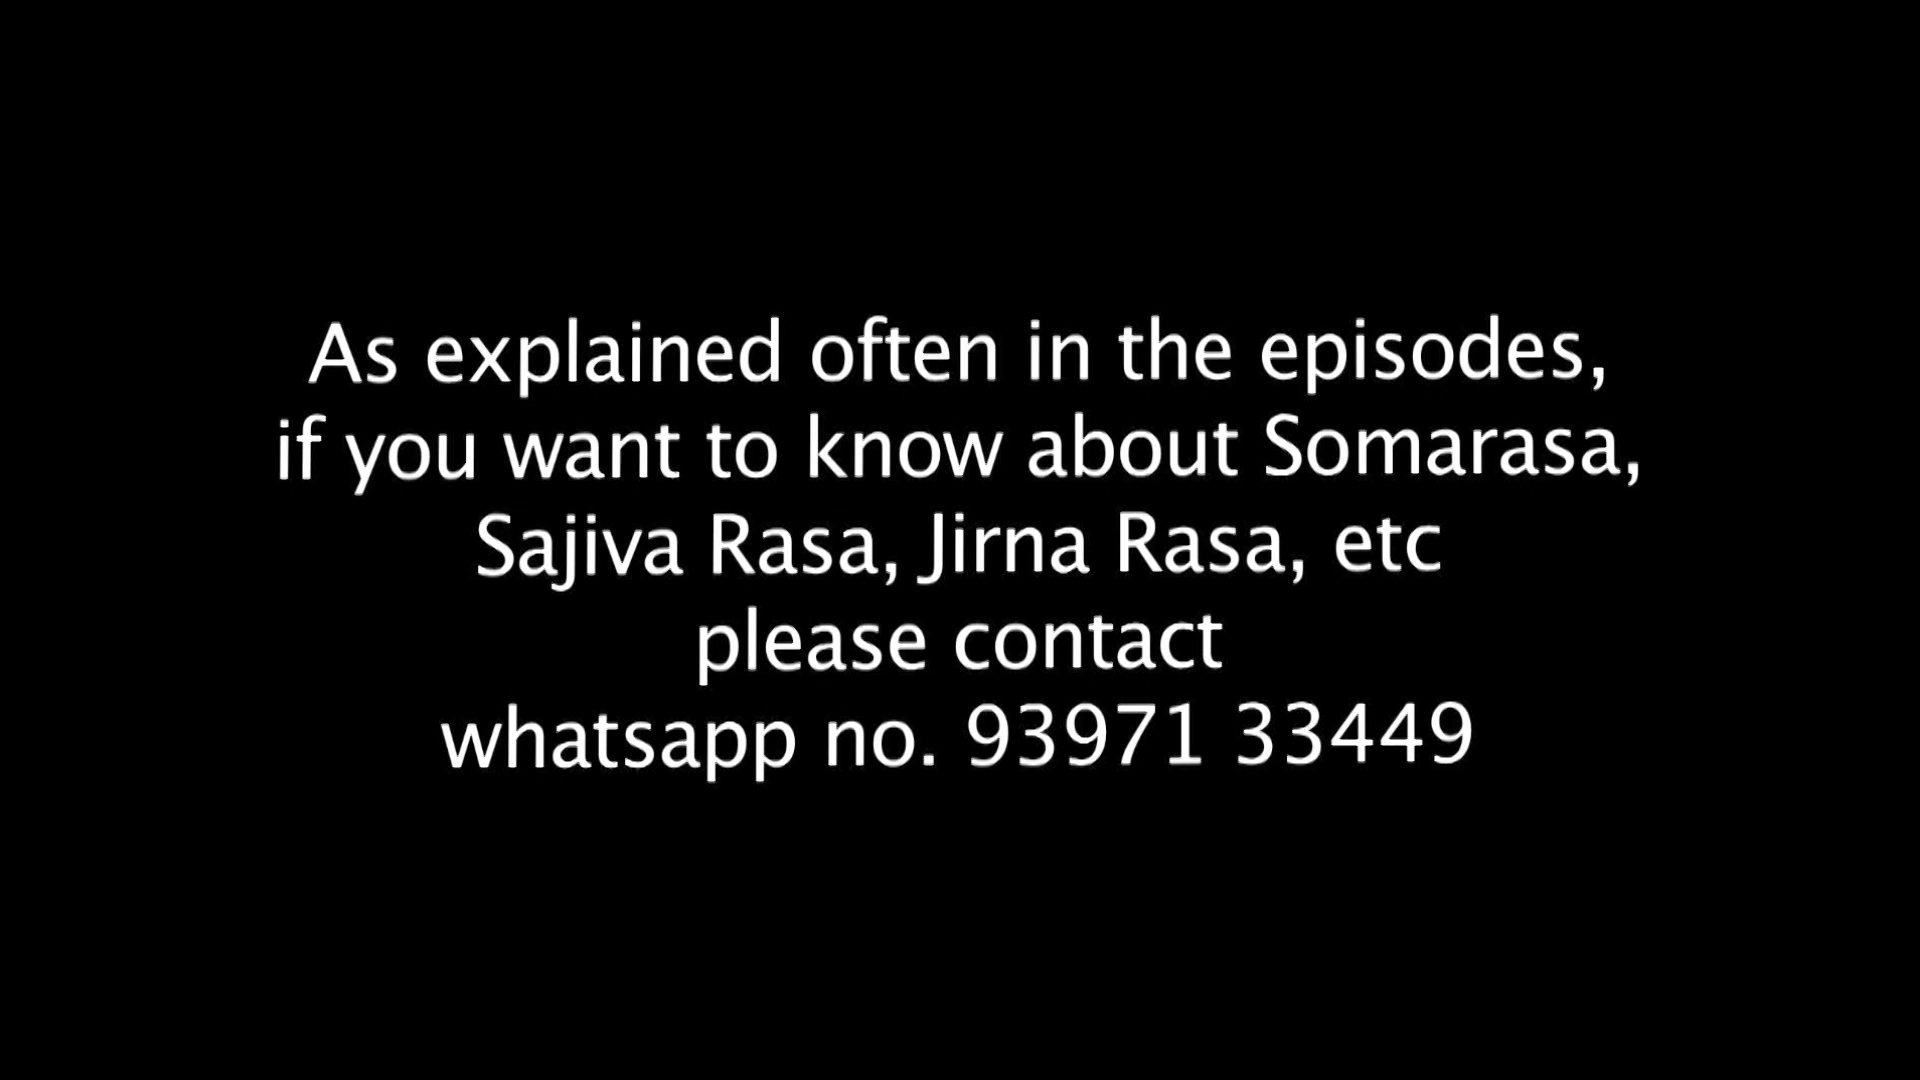 As explained often in the episodes,
if you want to know about Somarasa,
Sajiva Rasa, Jirna Rasa, etc
please contact
whatsapp no. 93971 33449